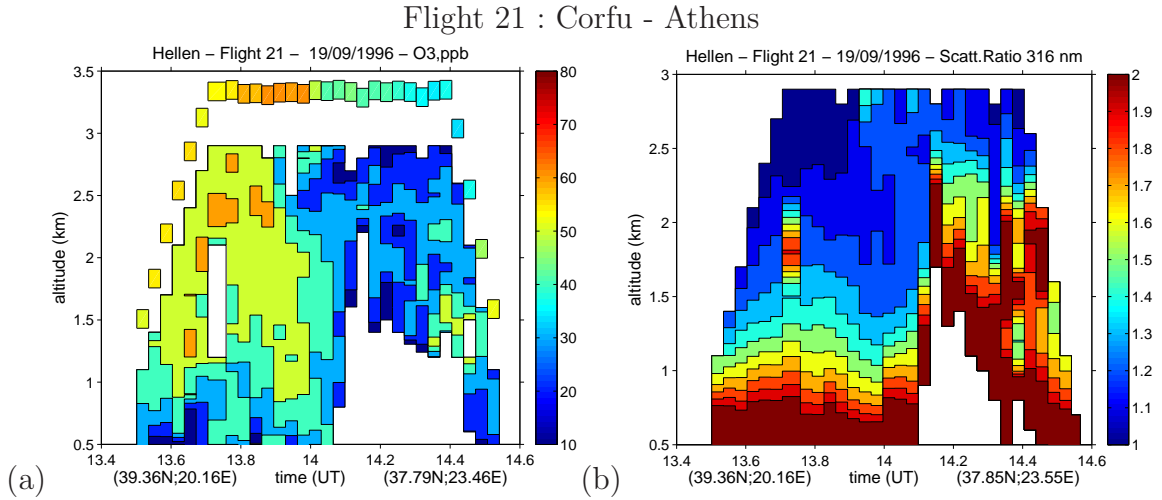 Flight 21 : Corfu - Athens
Hellen – Flight 21 – 19/09/1996 – O3,ppb
3.5
3
2.5
2
1.5
1
0.5
altitude (km)
13.4 13.6 13.8 14 14.2 14.4 14.6
(39.36N;20.16E) time (UT) (37.79N;23.46E)
80
70
60
50
40
30
20
10
(a)
Hellen – Flight 21 – 19/09/1996 – Scatt.Ratio 316 nm
3
2.5
2
1.5
1
0.5
altitude (km)
13.4 13.6 13.8 14 14.2 14.4 14.6
(39.36N;20.16E) time (UT) (37.85N;23.55E)
2
1.9
1.8
1.7
1.6
1.5
1.4
1.3
1.2
1.1
1
(b)